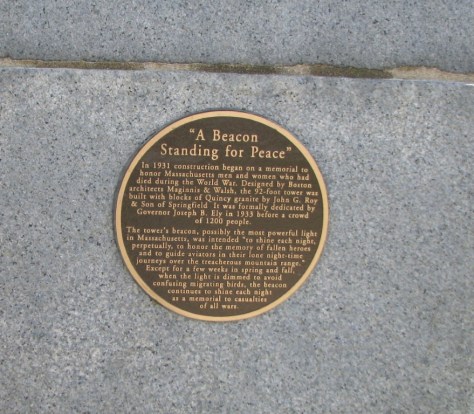 "A Beacon
Standing for Peace"
In 1931 construction began on a memorial to
honor Massachusetts men and women who had
died during the World War. Designed by Boston
architects Maginnis & Walsh, the 92-foot tower was
built with blocks of Quincy granite by John G. Roy
& Son of Springfield. It was formally dedicated by
Governor Joseph B. Ely in 1933 before a crowd
of 1200 people.
The tower's beacon, possibly the most powerful light
in Massachusetts, was intended "to shine each night,
perpetually, to honor the memory of fallen heroes
and to guide aviators in their lone night-time
journeys over the treacherous mountain range."
Except for a few weeks in spring and fall,
when the light is dimmed to avoid
confusing migrating birds, the beacon
continues to shine each night
as a memorial to casualties
of all wars.